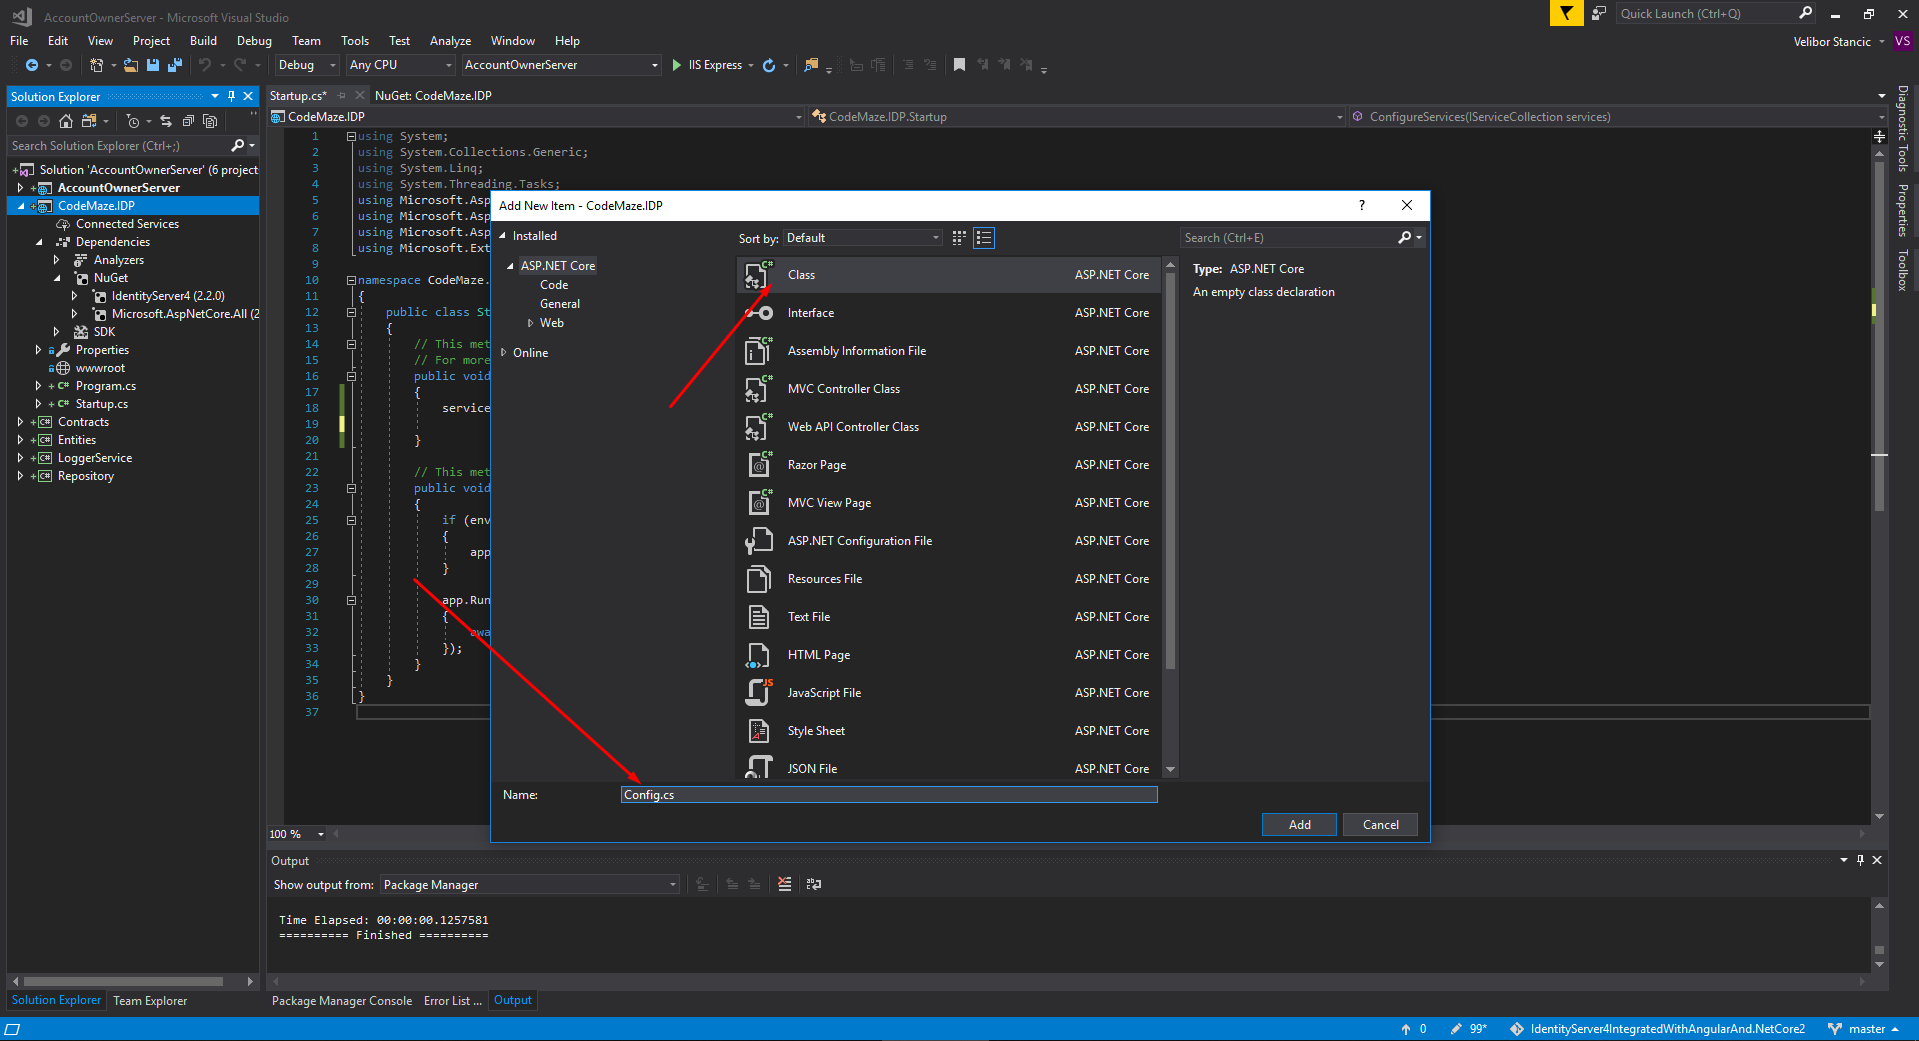 AccountOwnerServer - Microsoft Visual Studio
Quick Launch (Ctrl+Q)
File Edit View Project Build Debug Team Tools Test Analyze Window Help
Velibor Stancic VS
Debug Any CPU AccountOwnerServer IIS Express
Solution Explorer
Search Solution Explorer (Ctrl+;)
Solution 'AccountOwnerServer' (6 project
AccountOwnerServer
CodeMaze.IDP
Connected Services
Dependencies
Analyzers
NuGet
IdentityServer4 (2.2.0)
Microsoft.AspNetCore.All (2
SDK
Properties
wwwroot
C# Program.cs
C# Startup.cs
C# Contracts
C# Entities
C# LoggerService
C# Repository
Solution Explorer Team Explorer
Startup.cs* NuGet: CodeMaze.IDP
CodeMaze.IDP CodeMaze.IDP.Startup ConfigureServices(IServiceCollection services)
1 using System;
2 using System.Collections.Generic;
3 using System.Linq;
4 using System.Threading.Tasks;
5 using Microsoft.Asp
6 using Microsoft.Asp
7 using Microsoft.Asp
8 using Microsoft.Ext
9
10 namespace CodeMaze.
11 {
12 public class St
13 {
14 // This met
15 // For more
16 public void
17 {
18 service
19
20 }
21
22 // This met
23 public void
24 {
25 if (env
26 {
27 app
28 }
29
30 app.Run
31 {
32 awa
33 });
34 }
35 }
36 }
37
100 %
Add New Item - CodeMaze.IDP ?
Installed
ASP.NET Core
Code
General
Web
Online
Sort by: Default
Search (Ctrl+E)
C# Class ASP.NET Core
Interface ASP.NET Core
C# Assembly Information File ASP.NET Core
C# MVC Controller Class ASP.NET Core
C# Web API Controller Class ASP.NET Core
C# Razor Page ASP.NET Core
C# MVC View Page ASP.NET Core
ASP.NET Configuration File ASP.NET Core
Resources File ASP.NET Core
Text File ASP.NET Core
HTML Page ASP.NET Core
JS JavaScript File ASP.NET Core
Style Sheet ASP.NET Core
JSON File ASP.NET Core
Type: ASP.NET Core
An empty class declaration
Name: Config.cs
Add Cancel
Diagnostic Tools
Properties
Toolbox
Output
Show output from: Package Manager
Time Elapsed: 00:00:00.1257581
========== Finished ==========
Package Manager Console Error List ... Output
0 99* IdentityServer4IntegratedWithAngularAnd.NetCore2 master